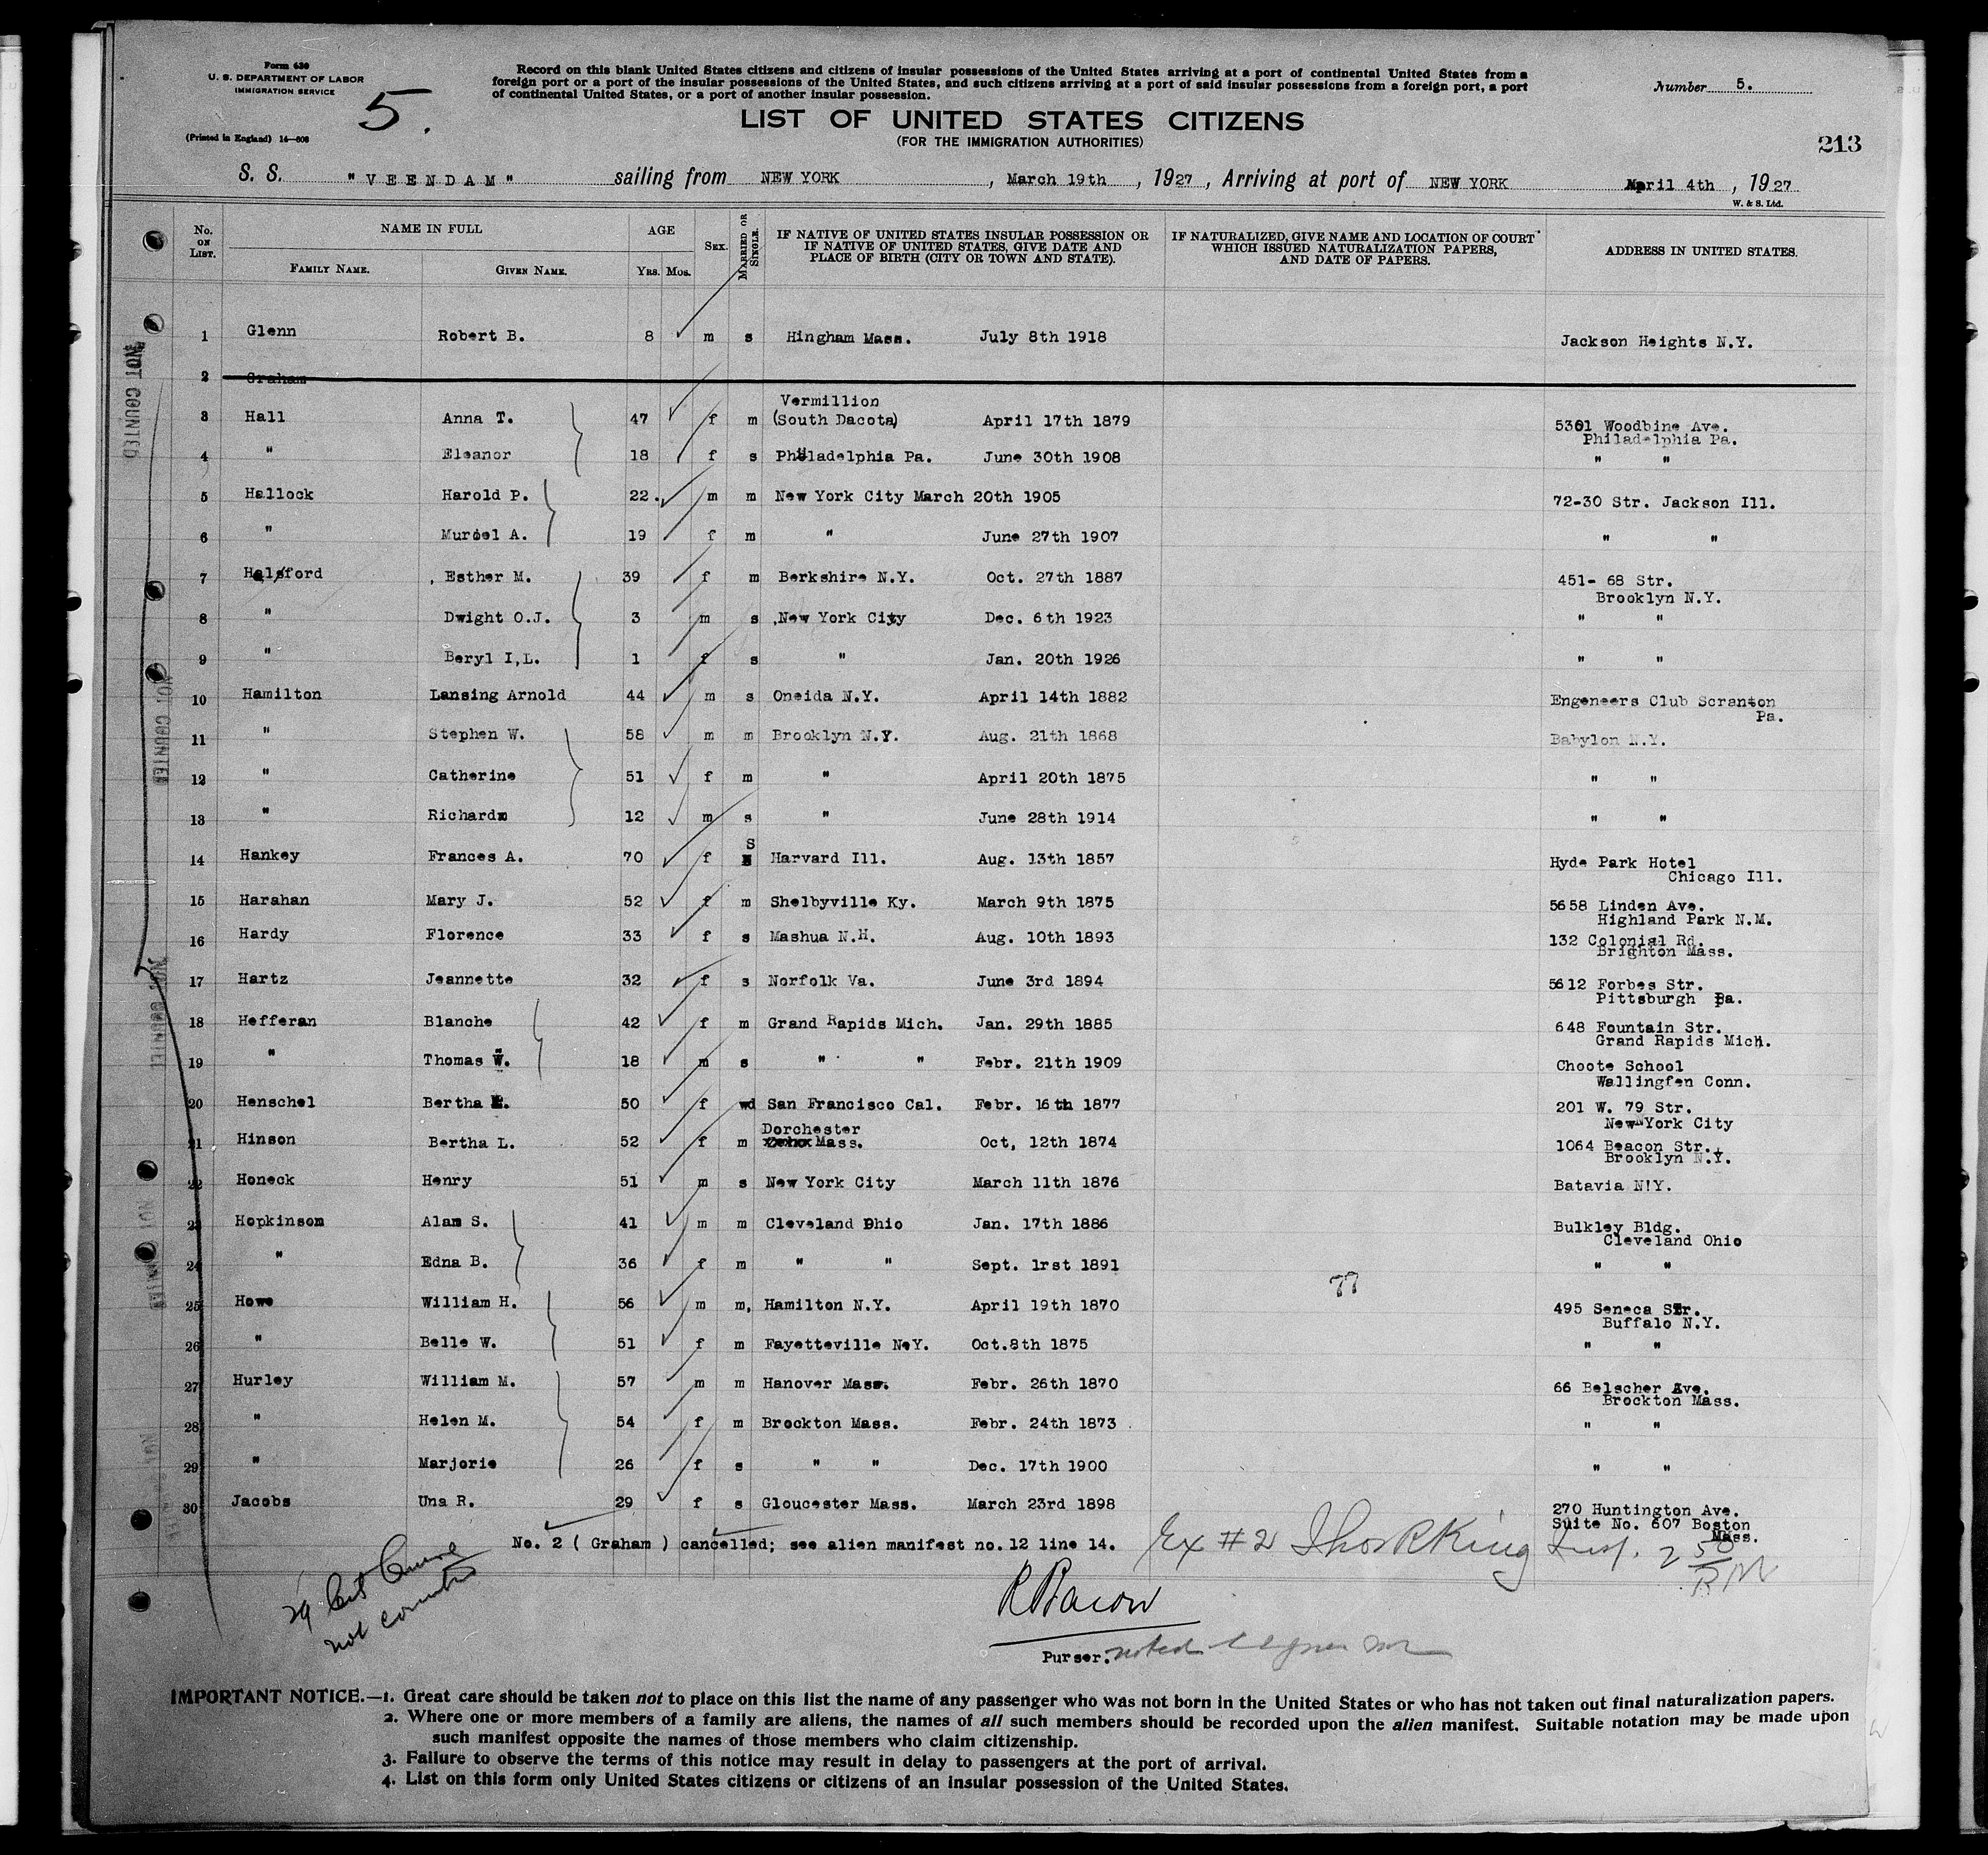 Form 630
U. S. DEPARTMENT OF LABOR
IMMIGRATION SERVICE
5.
(Printed in England) 14—606
Record on this blank United States citizens and citizens of insular possessions of the United States arriving at a port of continental United States from a
foreign port or a port of the insular possessions of the United States, and such citizens arriving at a port of said insular possessions from a foreign port, a port
of continental United States, or a port of another insular possession.
Number 5.
LIST OF UNITED STATES CITIZENS
(FOR THE IMMIGRATION AUTHORITIES)
213
S. S. "VEENDAM" sailing from NEW YORK, March 19th, 1927, Arriving at port of NEW YORK April 4th, 1927
W. & S. Ltd.
No. ON LIST. NAME IN FULL FAMILY NAME. GIVEN NAME. AGE YRS. MOS. SEX. MARRIED OR SINGLE. IF NATIVE OF UNITED STATES INSULAR POSSESSION OR IF NATIVE OF UNITED STATES, GIVE DATE AND PLACE OF BIRTH (CITY OR TOWN AND STATE). IF NATURALIZED, GIVE NAME AND LOCATION OF COURT WHICH ISSUED NATURALIZATION PAPERS, AND DATE OF PAPERS. ADDRESS IN UNITED STATES.
1 Glenn Robert B. 8 m s Hingham Mass. July 8th 1918 Jackson Heights N.Y.
2 Graham
3 Hall Anna T. 47 f m Vermillion (South Dacota) April 17th 1879 5301 Woodbine Ave. Philadelphia Pa.
4 " Eleanor 18 f s Philadelphia Pa. June 30th 1908 " "
5 Hallock Harold P. 22. m m New York City March 20th 1905 72-30 Str. Jackson Ill.
6 " Muriel A. 19 f m " June 27th 1907 " "
7 Halsford , Esther M. 39 f m Berkshire N.Y. Oct. 27th 1887 451- 68 Str. Brooklyn N.Y.
8 " Dwight O.J. 3 m s ,New York City Dec. 6th 1923 " "
9 " Beryl I,L. 1 f s " Jan. 20th 1926 " "
10 Hamilton Lansing Arnold 44 m s Oneida N.Y. April 14th 1882 Engeneers Club Scranton Pa.
11 " Stephen W. 58 m m Brooklyn N.Y. Aug. 21th 1868 Babylon N.Y.
12 " Catherine 51 f m " April 20th 1875 " "
13 " Richard 12 m s " June 28th 1914 " "
14 Hankey Frances A. 70 f S Harvard Ill. Aug. 13th 1857 Hyde Park Hotel Chicago Ill.
15 Harahan Mary J. 52 f m Shelbyville Ky. March 9th 1875 5658 Linden Ave. Highland Park N.M.
16 Hardy Florence 33 f s Mashua N.H. Aug. 10th 1893 132 Colonial Rd. Brighton Mass.
17 Hartz Jeannette 32 f s Norfolk Va. June 3rd 1894 5612 Forbes Str. Pittsburgh Pa.
18 Hefferan Blanche 42 f m Grand Rapids Mich. Jan. 29th 1885 648 Fountain Str. Grand Rapids Mich.
19 " Thomas W. 18 m s " " Febr. 21th 1909 Choote School Wallingfen Conn.
20 Henschel Bertha 50 f wd San Francisco Cal. Febr. 16th 1877 201 W. 79 Str. New York City
21 Hinson Bertha L. 52 f m Dorchester Mass. Oct, 12th 1874 1064 Beacon Str., Brooklyn N.Y.
22 Honeck Henry 51 m s New York City March 11th 1876 Batavia N!Y.
23 Hopkinson Alan S. 41 m m Cleveland Ohio Jan. 17th 1886 Bulkley Bldg. Cleveland Ohio
24 " Edna B. 36 f m " " Sept. 1rst 1891 " "
77
25 Howe William H. 56 m m, Hamilton N.Y. April 19th 1870 495 Seneca Str. Buffalo N.Y.
26 " Belle W. 51 f m Fayetteville N.Y. Oct.8th 1875 " "
27 Hurley William M. 57 m m Hanover Mass. Febr. 26th 1870 66 Belscher Ave. Brockton Mass.
28 " Helen M. 54 f m Brockton Mass. Febr. 24th 1873 " "
29 " Marjorie 26 f s " " Dec. 17th 1900 " "
30 Jacobs Una R. 29 f s Gloucester Mass. March 23rd 1898 270 Huntington Ave. Suite No. 607 Boston Mass.
No. 2 ( Graham ) cancelled; see alien manifest no.12 line 14. Ex #2 Thos R King Insp. 2 50
NOT COUNTED
NOT COUNTED
NOT COUNTED
29 Cit Cruise
not counted
R Bacon
Purser. noted
IMPORTANT NOTICE.—1. Great care should be taken not to place on this list the name of any passenger who was not born in the United States or who has not taken out final naturalization papers.
2. Where one or more members of a family are aliens, the names of all such members should be recorded upon the alien manifest. Suitable notation may be made upon
such manifest opposite the names of those members who claim citizenship.
3. Failure to observe the terms of this notice may result in delay to passengers at the port of arrival.
4. List on this form only United States citizens or citizens of an insular possession of the United States.